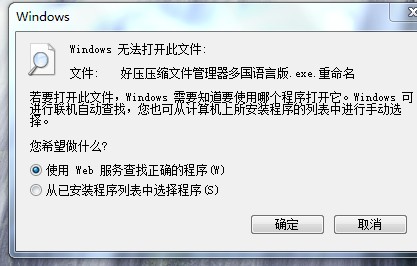 Windows
Windows 无法打开此文件:
文件: 好压压缩文件管理器多国语言版.exe.重命名
若要打开此文件，Windows 需要知道要使用哪个程序打开它。Windows 可
进行联机自动查找，您也可从计算机上所安装程序的列表中进行手动选
择。
您希望做什么?
使用 Web 服务查找正确的程序(W)
从已安装程序列表中选择程序(S)
确定
取消